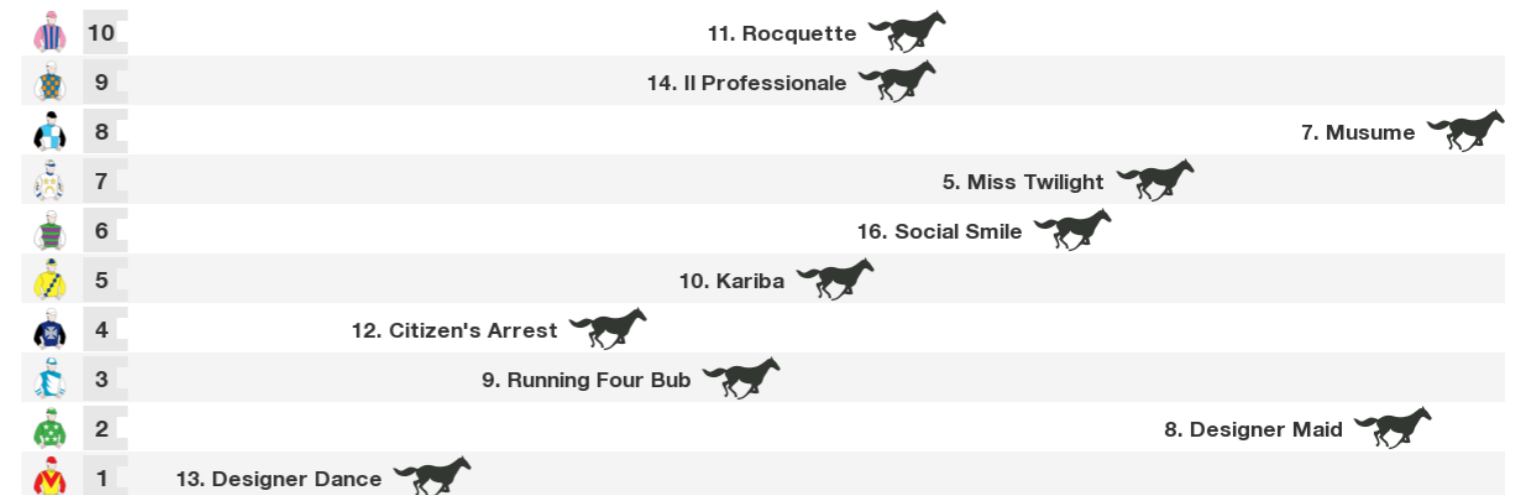 10 11. Rocquette
9 14. Il Professionale
8 7. Musume
7 5. Miss Twilight
6 16. Social Smile
5 10. Kariba
4 12. Citizen's Arrest
3 9. Running Four Bub
2 8. Designer Maid
1 13. Designer Dance